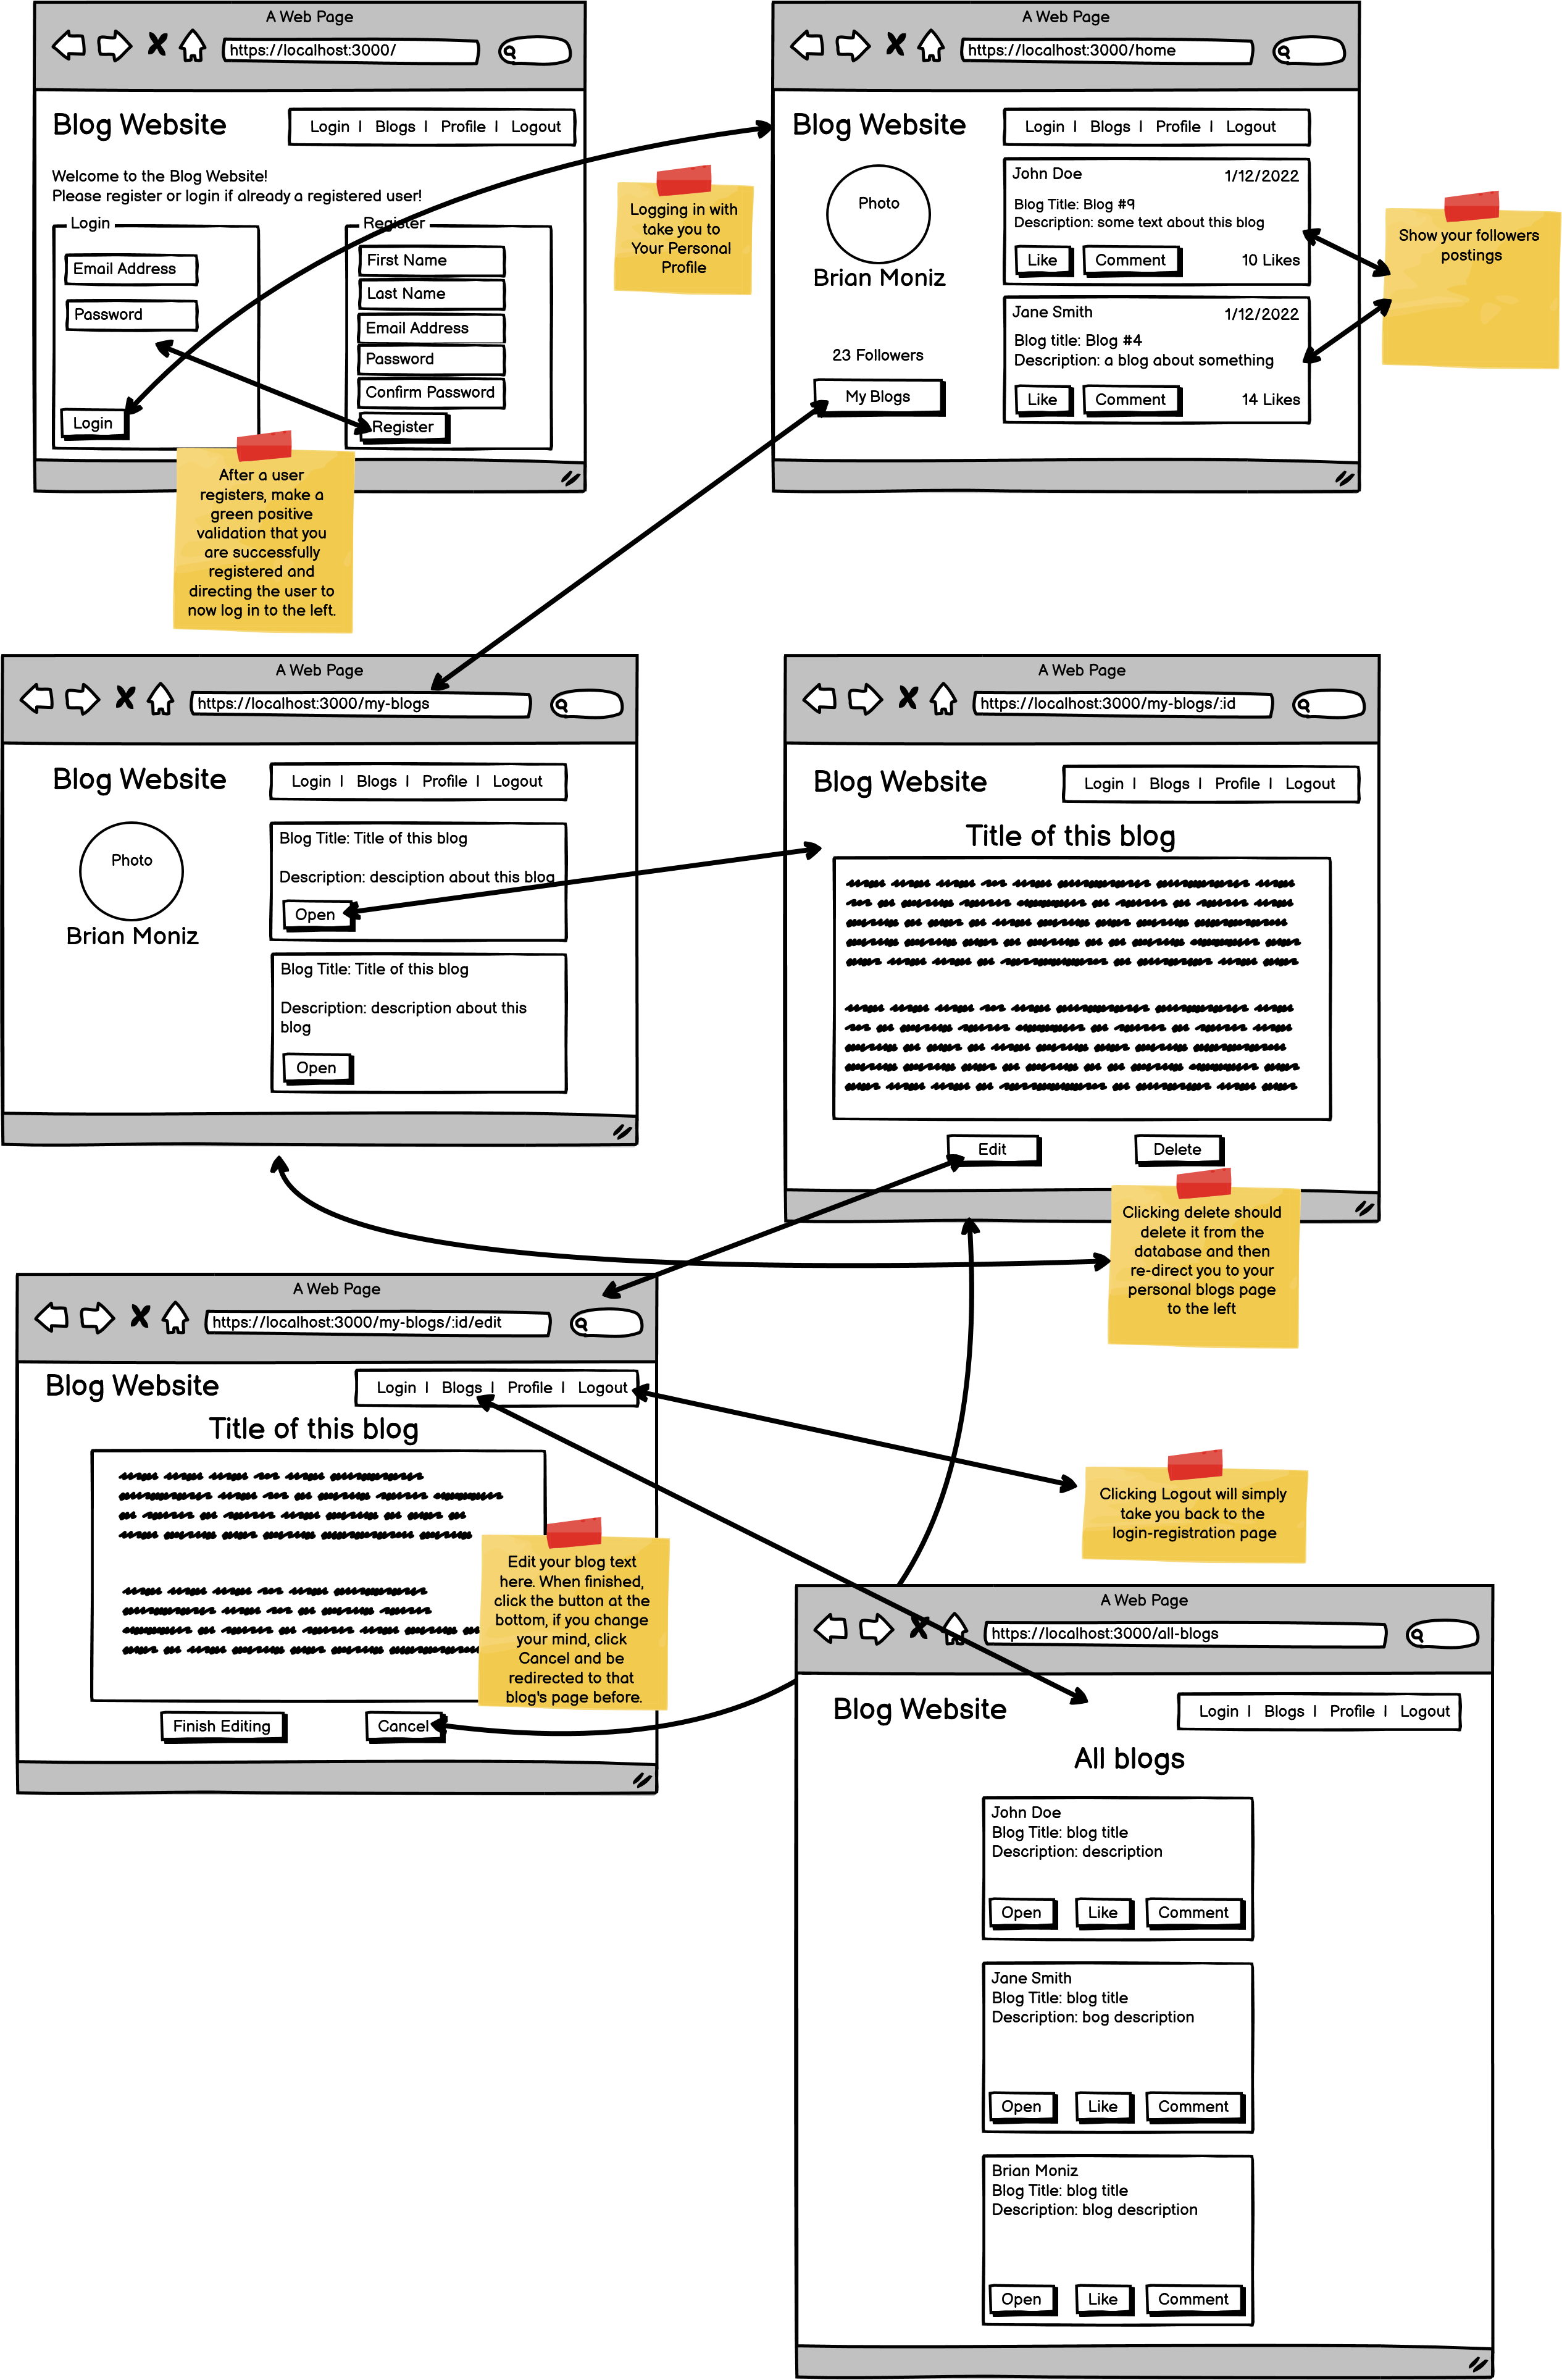 A Web Page
https://localhost:3000/
Blog Website
Login | Blogs | Profile | Logout
Welcome to the Blog Website!
Please register or login if already a registered user!
Login
Email Address
Password
Login
Register
First Name
Last Name
Email Address
Password
Confirm Password
Register
After a user
registers, make a
green positive
validation that you
are successfully
registered and
directing the user to
now log in to the left.
Logging in with
take you to
Your Personal
Profile
A Web Page
https://localhost:3000/home
Blog Website
Login | Blogs | Profile | Logout
Photo
Brian Moniz
23 Followers
My Blogs
John Doe 1/12/2022
Blog Title: Blog #9
Description: some text about this blog
Like Comment 10 Likes
Jane Smith 1/12/2022
Blog title: Blog #4
Description: a blog about something
Like Comment 14 Likes
Show your followers
postings
A Web Page
https://localhost:3000/my-blogs
Blog Website
Login | Blogs | Profile | Logout
Photo
Brian Moniz
Blog Title: Title of this blog
Description: desciption about this blog
Open
Blog Title: Title of this blog
Description: description about this
blog
Open
A Web Page
https://localhost:3000/my-blogs/:id
Blog Website
Login | Blogs | Profile | Logout
Title of this blog
Edit Delete
Clicking delete should
delete it from the
database and then
re-direct you to your
personal blogs page
to the left
A Web Page
https://localhost:3000/my-blogs/:id/edit
Blog Website
Login | Blogs | Profile | Logout
Title of this blog
Edit your blog text
here. When finished,
click the button at the
bottom, if you change
your mind, click
Cancel and be
redirected to that
blog's page before.
Finish Editing Cancel
Clicking Logout will simply
take you back to the
login-registration page
A Web Page
https://localhost:3000/all-blogs
Blog Website
Login | Blogs | Profile | Logout
All blogs
John Doe
Blog Title: blog title
Description: description
Open Like Comment
Jane Smith
Blog Title: blog title
Description: bog description
Open Like Comment
Brian Moniz
Blog Title: blog title
Description: blog description
Open Like Comment